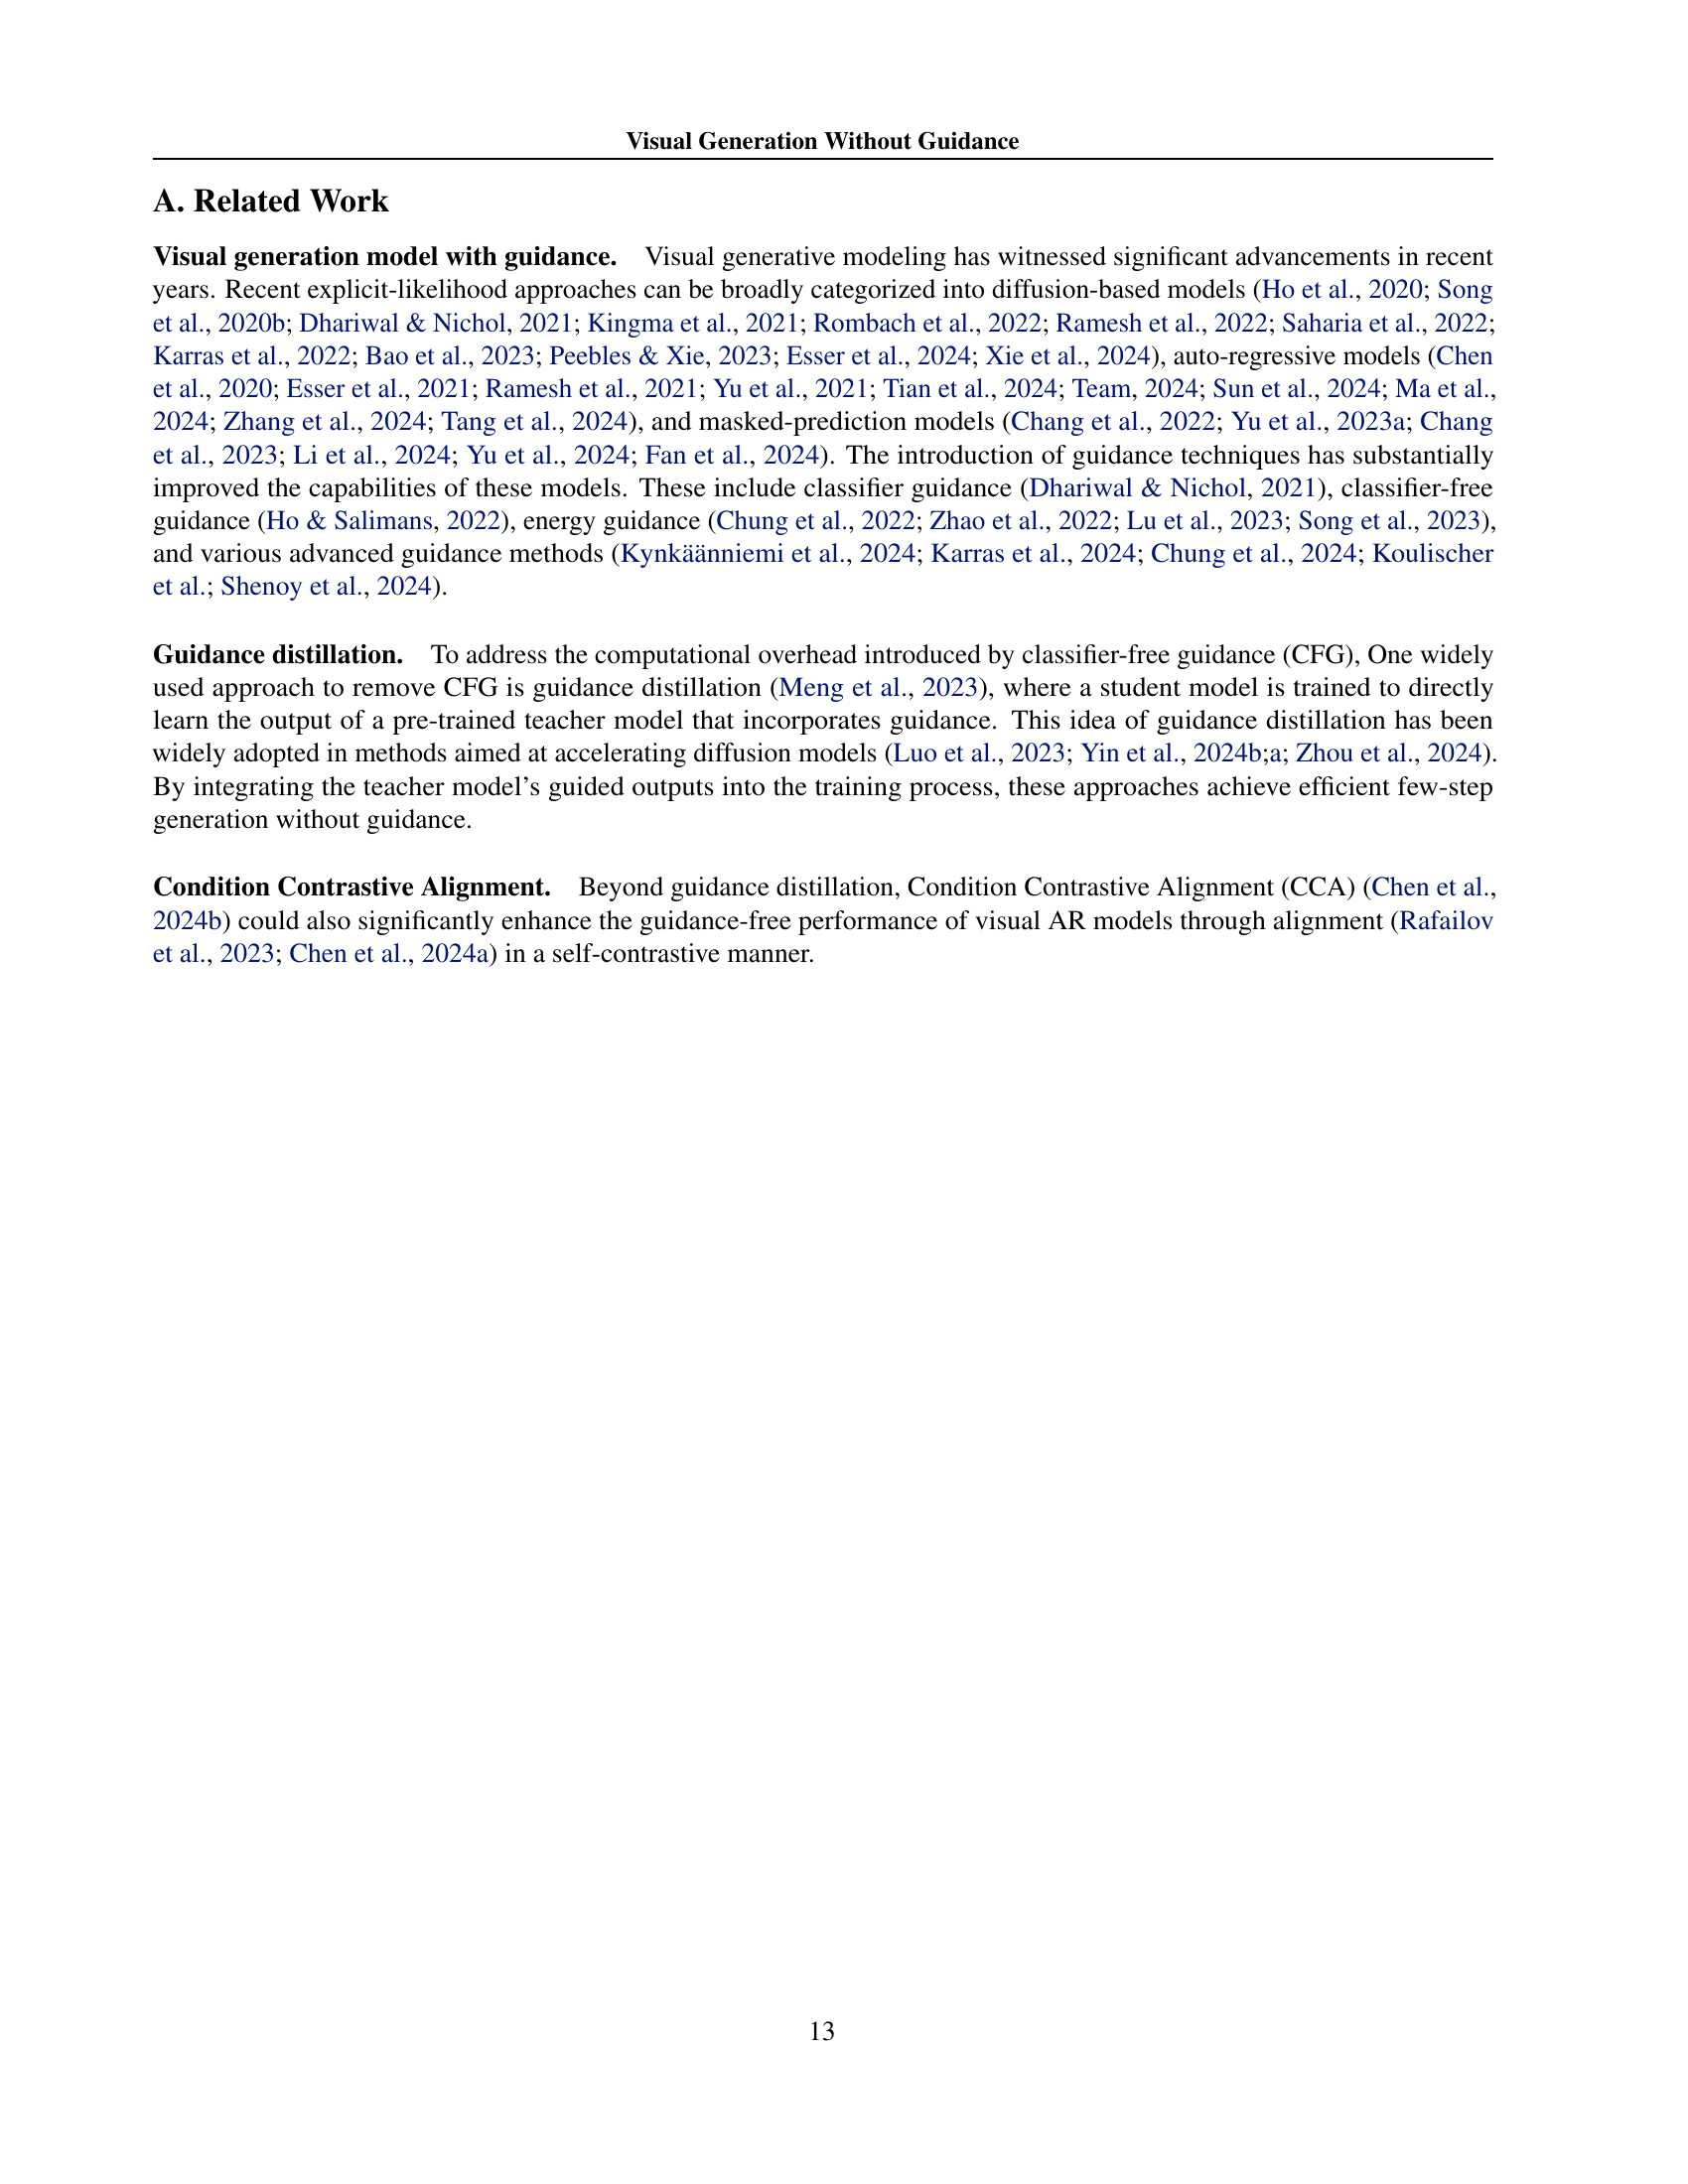 Visual Generation Without Guidance
A. Related Work
Visual generation model with guidance. Visual generative modeling has witnessed significant advancements in recent
years. Recent explicit-likelihood approaches can be broadly categorized into diffusion-based models (Ho et al., 2020; Song
et al., 2020b; Dhariwal & Nichol, 2021; Kingma et al., 2021; Rombach et al., 2022; Ramesh et al., 2022; Saharia et al., 2022;
Karras et al., 2022; Bao et al., 2023; Peebles & Xie, 2023; Esser et al., 2024; Xie et al., 2024), auto-regressive models (Chen
et al., 2020; Esser et al., 2021; Ramesh et al., 2021; Yu et al., 2021; Tian et al., 2024; Team, 2024; Sun et al., 2024; Ma et al.,
2024; Zhang et al., 2024; Tang et al., 2024), and masked-prediction models (Chang et al., 2022; Yu et al., 2023a; Chang
et al., 2023; Li et al., 2024; Yu et al., 2024; Fan et al., 2024). The introduction of guidance techniques has substantially
improved the capabilities of these models. These include classifier guidance (Dhariwal & Nichol, 2021), classifier-free
guidance (Ho & Salimans, 2022), energy guidance (Chung et al., 2022; Zhao et al., 2022; Lu et al., 2023; Song et al., 2023),
and various advanced guidance methods (Kynkäänniemi et al., 2024; Karras et al., 2024; Chung et al., 2024; Koulischer
et al.; Shenoy et al., 2024).
Guidance distillation. To address the computational overhead introduced by classifier-free guidance (CFG), One widely
used approach to remove CFG is guidance distillation (Meng et al., 2023), where a student model is trained to directly
learn the output of a pre-trained teacher model that incorporates guidance. This idea of guidance distillation has been
widely adopted in methods aimed at accelerating diffusion models (Luo et al., 2023; Yin et al., 2024b;a; Zhou et al., 2024).
By integrating the teacher model's guided outputs into the training process, these approaches achieve efficient few-step
generation without guidance.
Condition Contrastive Alignment. Beyond guidance distillation, Condition Contrastive Alignment (CCA) (Chen et al.,
2024b) could also significantly enhance the guidance-free performance of visual AR models through alignment (Rafailov
et al., 2023; Chen et al., 2024a) in a self-contrastive manner.
13